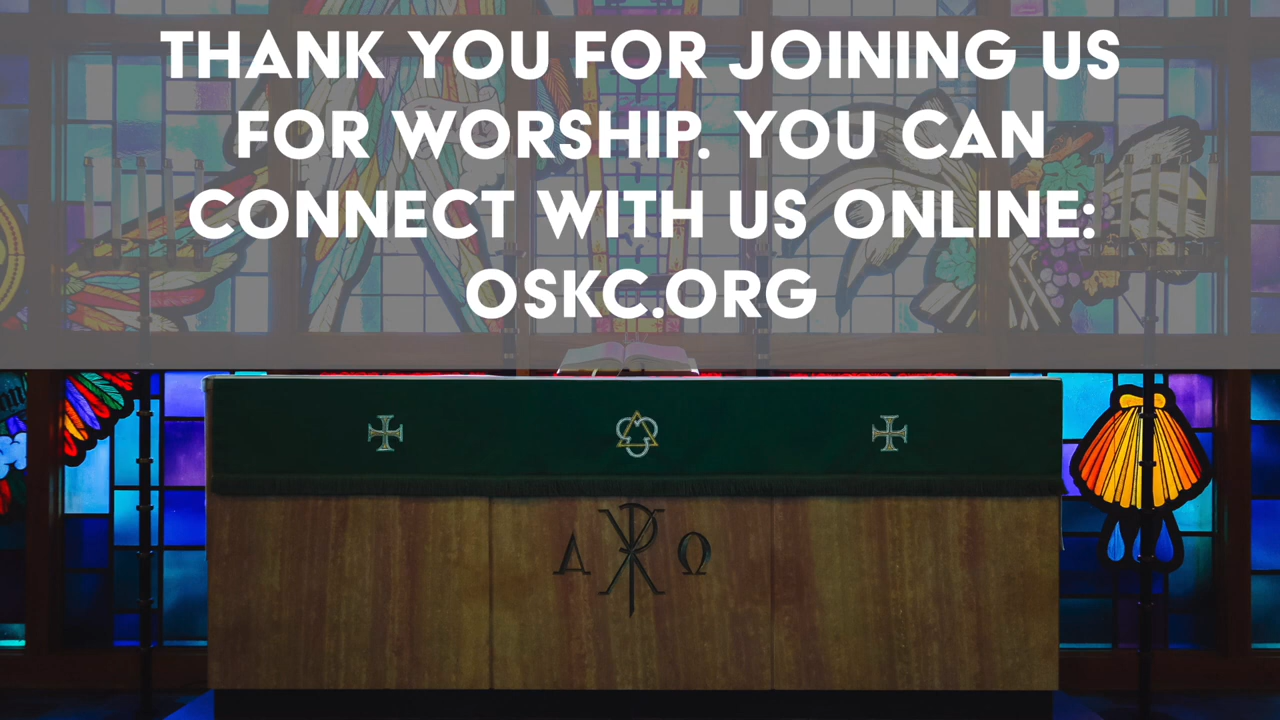 THANK YOU FOR JOINING US
FOR WORSHIP. YOU CAN
CONNECT WITH US ONLINE:
OSKC.ORG
Α ☧ Ω